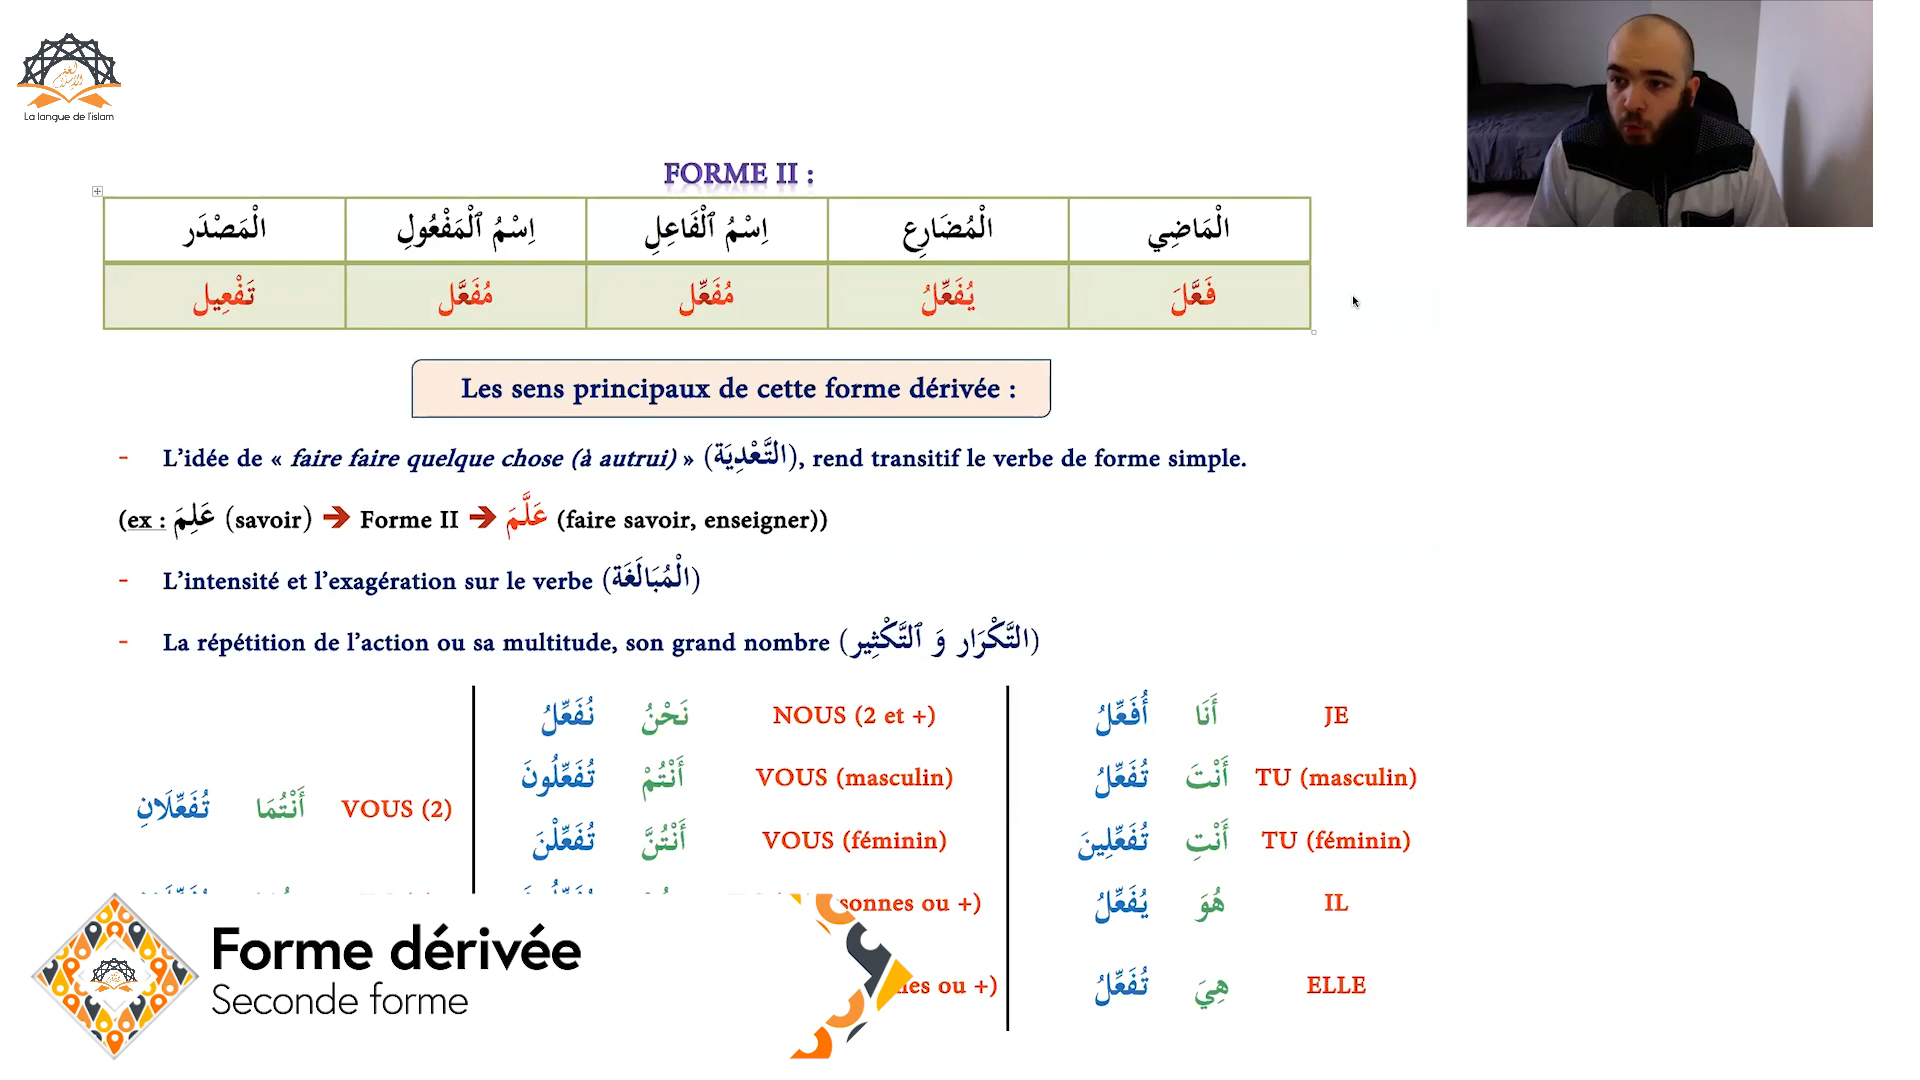 La langue de l'islam
FORME II :
الْمَاضِي الْمُضَارِع اِسْمُ ٱلْفَاعِلِ اِسْمُ ٱلْمَفْعُولِ الْمَصْدَر
فَعَّلَ يُفَعِّلُ مُفَعِّل مُفَعَّل تَفْعِيل
Les sens principaux de cette forme dérivée :
- L'idée de « faire faire quelque chose (à autrui) » (التَّعْدِيَة), rend transitif le verbe de forme simple.
(ex : عَلِمَ (savoir) ➔ Forme II ➔ عَلَّمَ (faire savoir, enseigner))
- L'intensité et l'exagération sur le verbe (الْمُبَالَغَة)
- La répétition de l'action ou sa multitude, son grand nombre (التَّكْرَار وَ ٱلتَّكْثِير)
JE أَنَا أُفَعِّلُ
TU (masculin) أَنْتَ تُفَعِّلُ
TU (féminin) أَنْتِ تُفَعِّلِينَ
IL هُوَ يُفَعِّلُ
ELLE هِيَ تُفَعِّلُ
NOUS (2 et +) نَحْنُ نُفَعِّلُ
VOUS (masculin) أَنْتُمْ تُفَعِّلُونَ
VOUS (féminin) أَنْتُنَّ تُفَعِّلْنَ
ou +)
ou +)
VOUS (2) أَنْتُمَا تُفَعِّلَانِ
Forme dérivée
Seconde forme